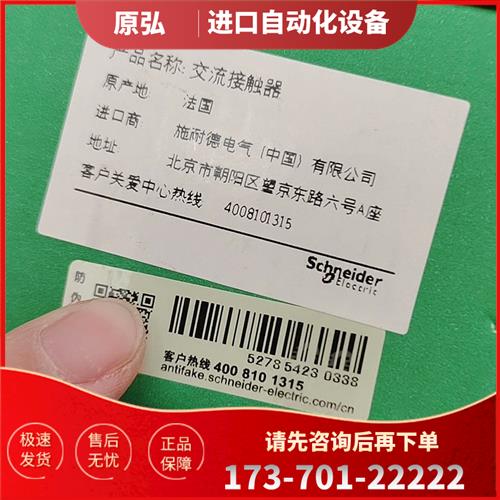 原弘 进口自动化设备
产品名称: 交流接触器
原产地: 法国
进口商: 施耐德电气（中国）有限公司
地址: 北京市朝阳区望京东路六号A座
客户关爱中心热线 4008101315
Schneider
Electric
防伪
5278 5423 0338
客户热线 400 810 1315
antifake.schneider-electric.com/cn
极速发货
售后无忧
正品保障
请先咨询后再下单
173-701-22222